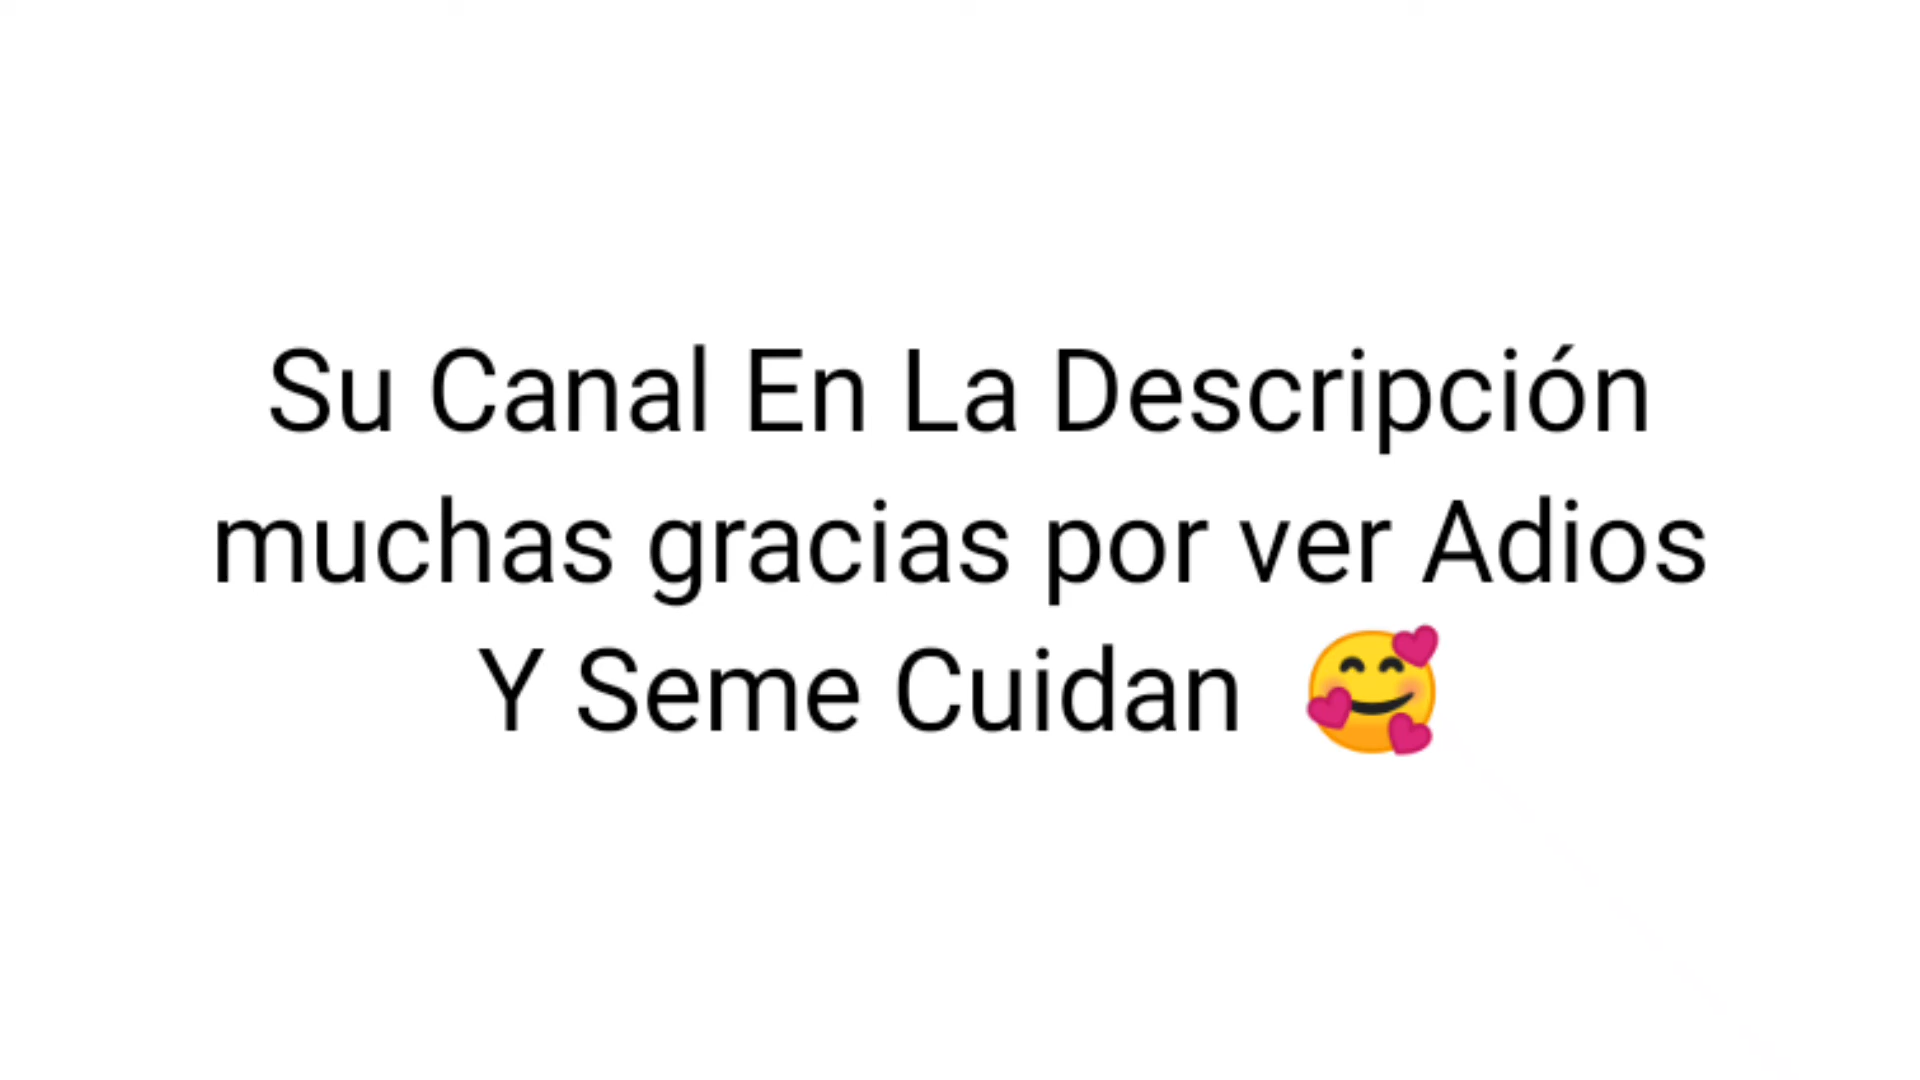 Su Canal En La Descripción
muchas gracias por ver Adios
Y Seme Cuidan 🥰